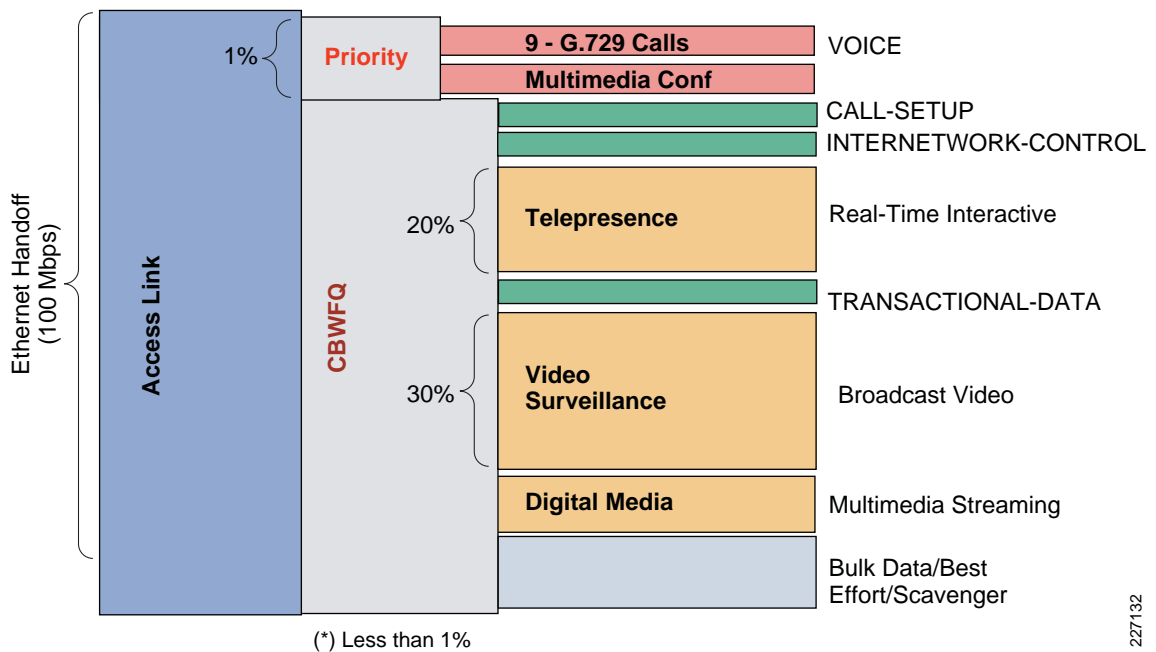 Ethernet Handoff
(100 Mbps)
Access Link
1%
Priority
9 - G.729 Calls
VOICE
Multimedia Conf
CBWFQ
CALL-SETUP
INTERNETWORK-CONTROL
20%
Telepresence
Real-Time Interactive
TRANSACTIONAL-DATA
30%
Video
Surveillance
Broadcast Video
Digital Media
Multimedia Streaming
Bulk Data/Best
Effort/Scavenger
(*) Less than 1%
227132